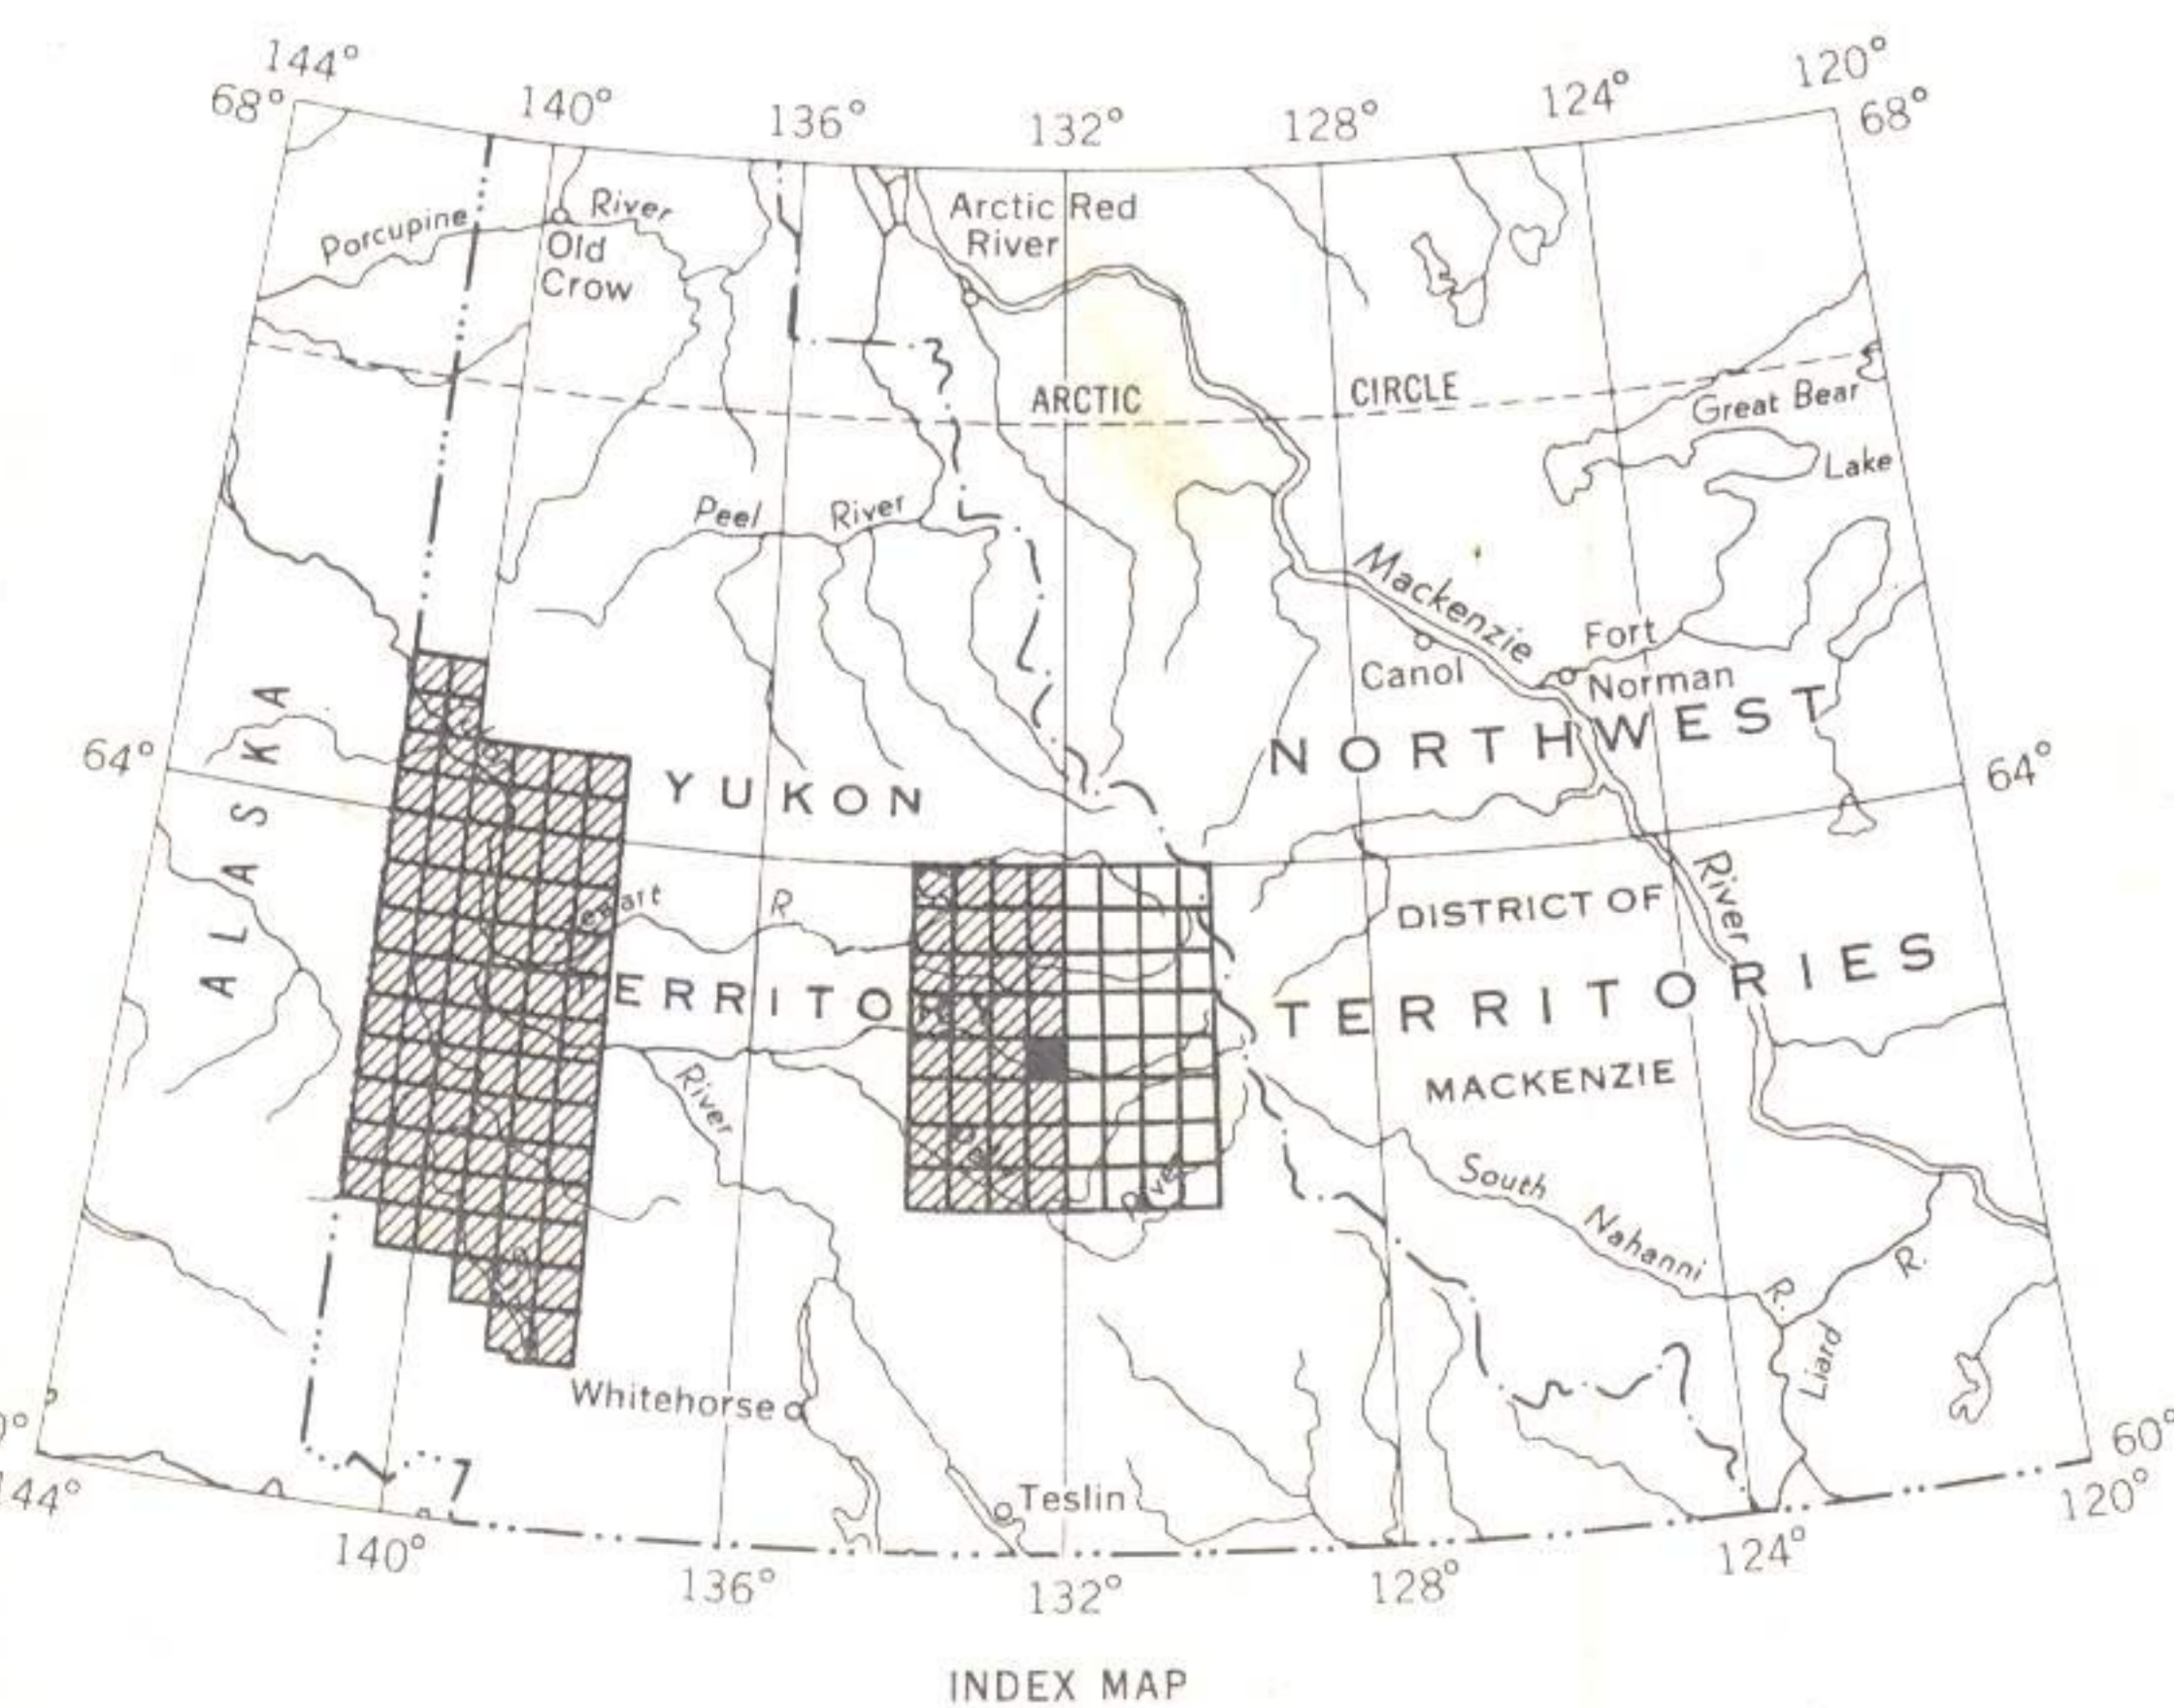 144°
68°
140°
136°
132°
128°
124°
120°
68°
Porcupine River
Old
Crow
Arctic Red
River
ARCTIC CIRCLE
Great Bear
Lake
Peel River
Mackenzie
Canol
Fort
Norman
64°
ALASKA
YUKON
NORTHWEST
64°
River
DISTRICT OF
ewart R
TERRITORY
TERRITORIES
MACKENZIE
River
River
South Nahanni R.
Liard R.
Whitehorse
Teslin
0°
144°
140°
136°
132°
128°
124°
60°
120°
INDEX MAP